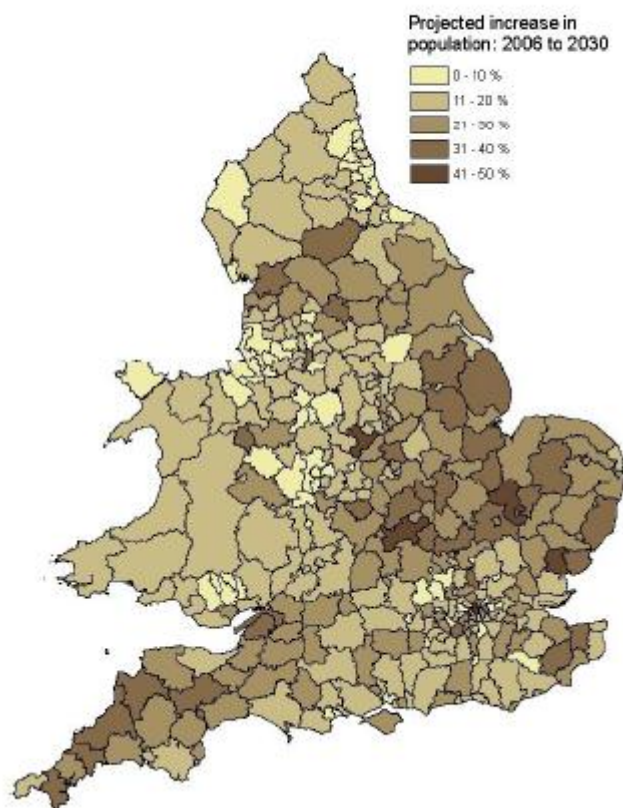 Projected increase in
population: 2006 to 2030
0 - 10 %
11 - 20 %
21 - 30 %
31 - 40 %
41 - 50 %